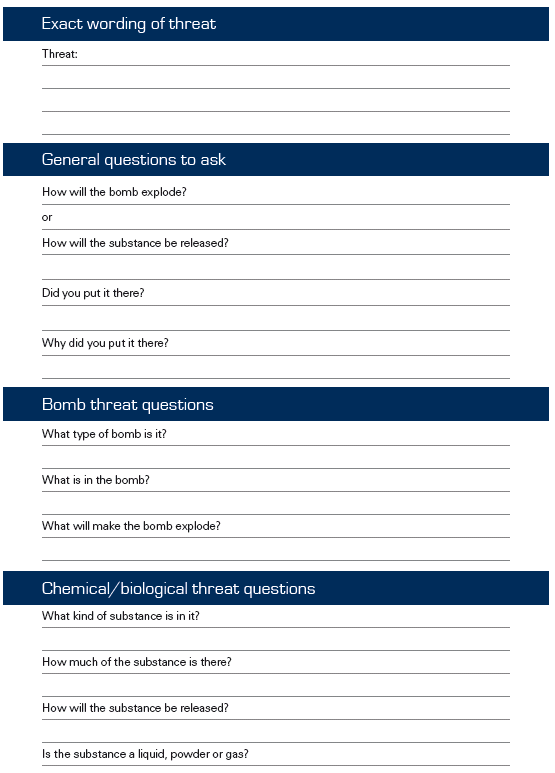 Exact wording of threat
Threat:
General questions to ask
How will the bomb explode?
or
How will the substance be released?
Did you put it there?
Why did you put it there?
Bomb threat questions
What type of bomb is it?
What is in the bomb?
What will make the bomb explode?
Chemical/biological threat questions
What kind of substance is in it?
How much of the substance is there?
How will the substance be released?
Is the substance a liquid, powder or gas?